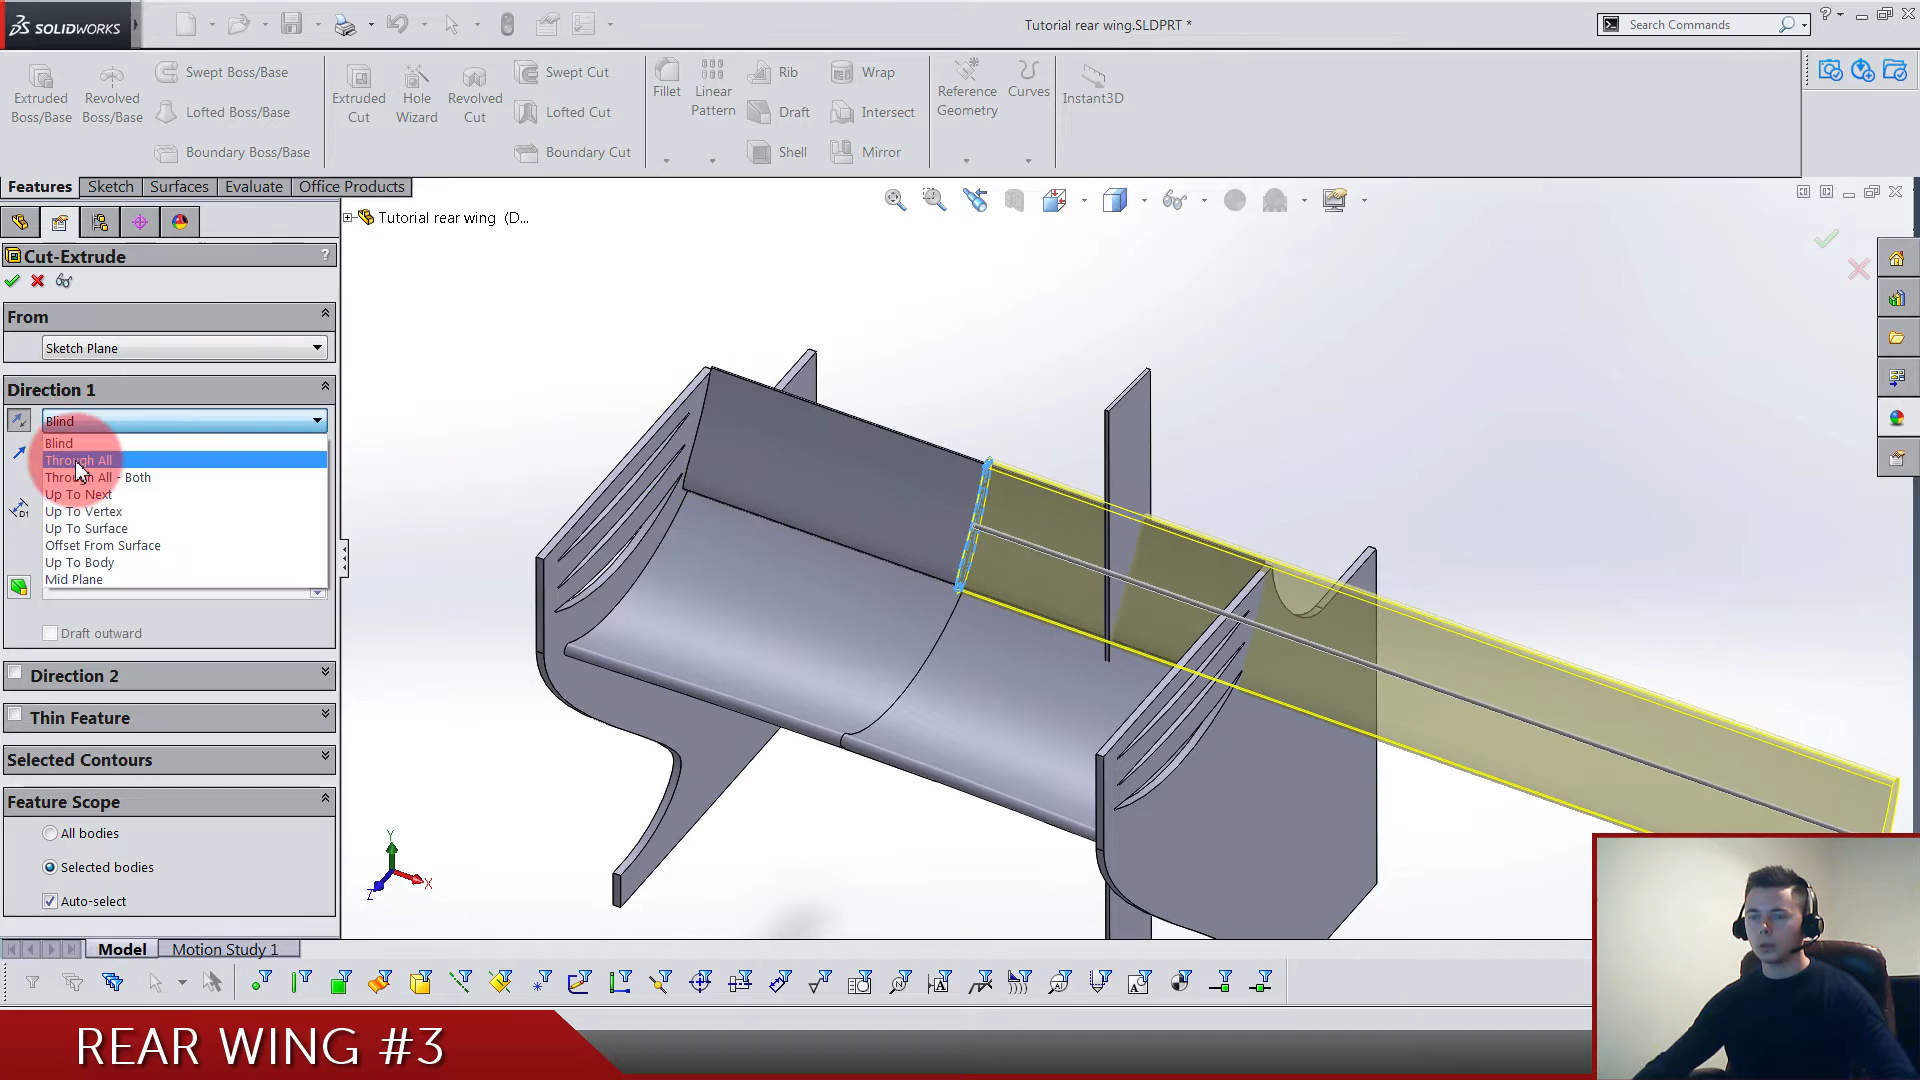 SOLIDWORKS
Tutorial rear wing.SLDPRT *
Search Commands
?
Extruded Boss/Base
Revolved Boss/Base
Swept Boss/Base
Lofted Boss/Base
Boundary Boss/Base
Extruded Cut
Hole Wizard
Revolved Cut
Swept Cut
Lofted Cut
Boundary Cut
Fillet
Linear Pattern
Rib
Draft
Shell
Wrap
Intersect
Mirror
Reference Geometry
Curves
Instant3D
Features
Sketch
Surfaces
Evaluate
Office Products
Tutorial rear wing (D...
Cut-Extrude
?
From
Sketch Plane
Direction 1
Blind
Blind
Through All
Through All - Both
Up To Next
Up To Vertex
Up To Surface
Offset From Surface
Up To Body
Mid Plane
D1
Draft outward
Direction 2
Thin Feature
Selected Contours
Feature Scope
All bodies
Selected bodies
Auto-select
Y
X
Z
Model
Motion Study 1
REAR WING #3